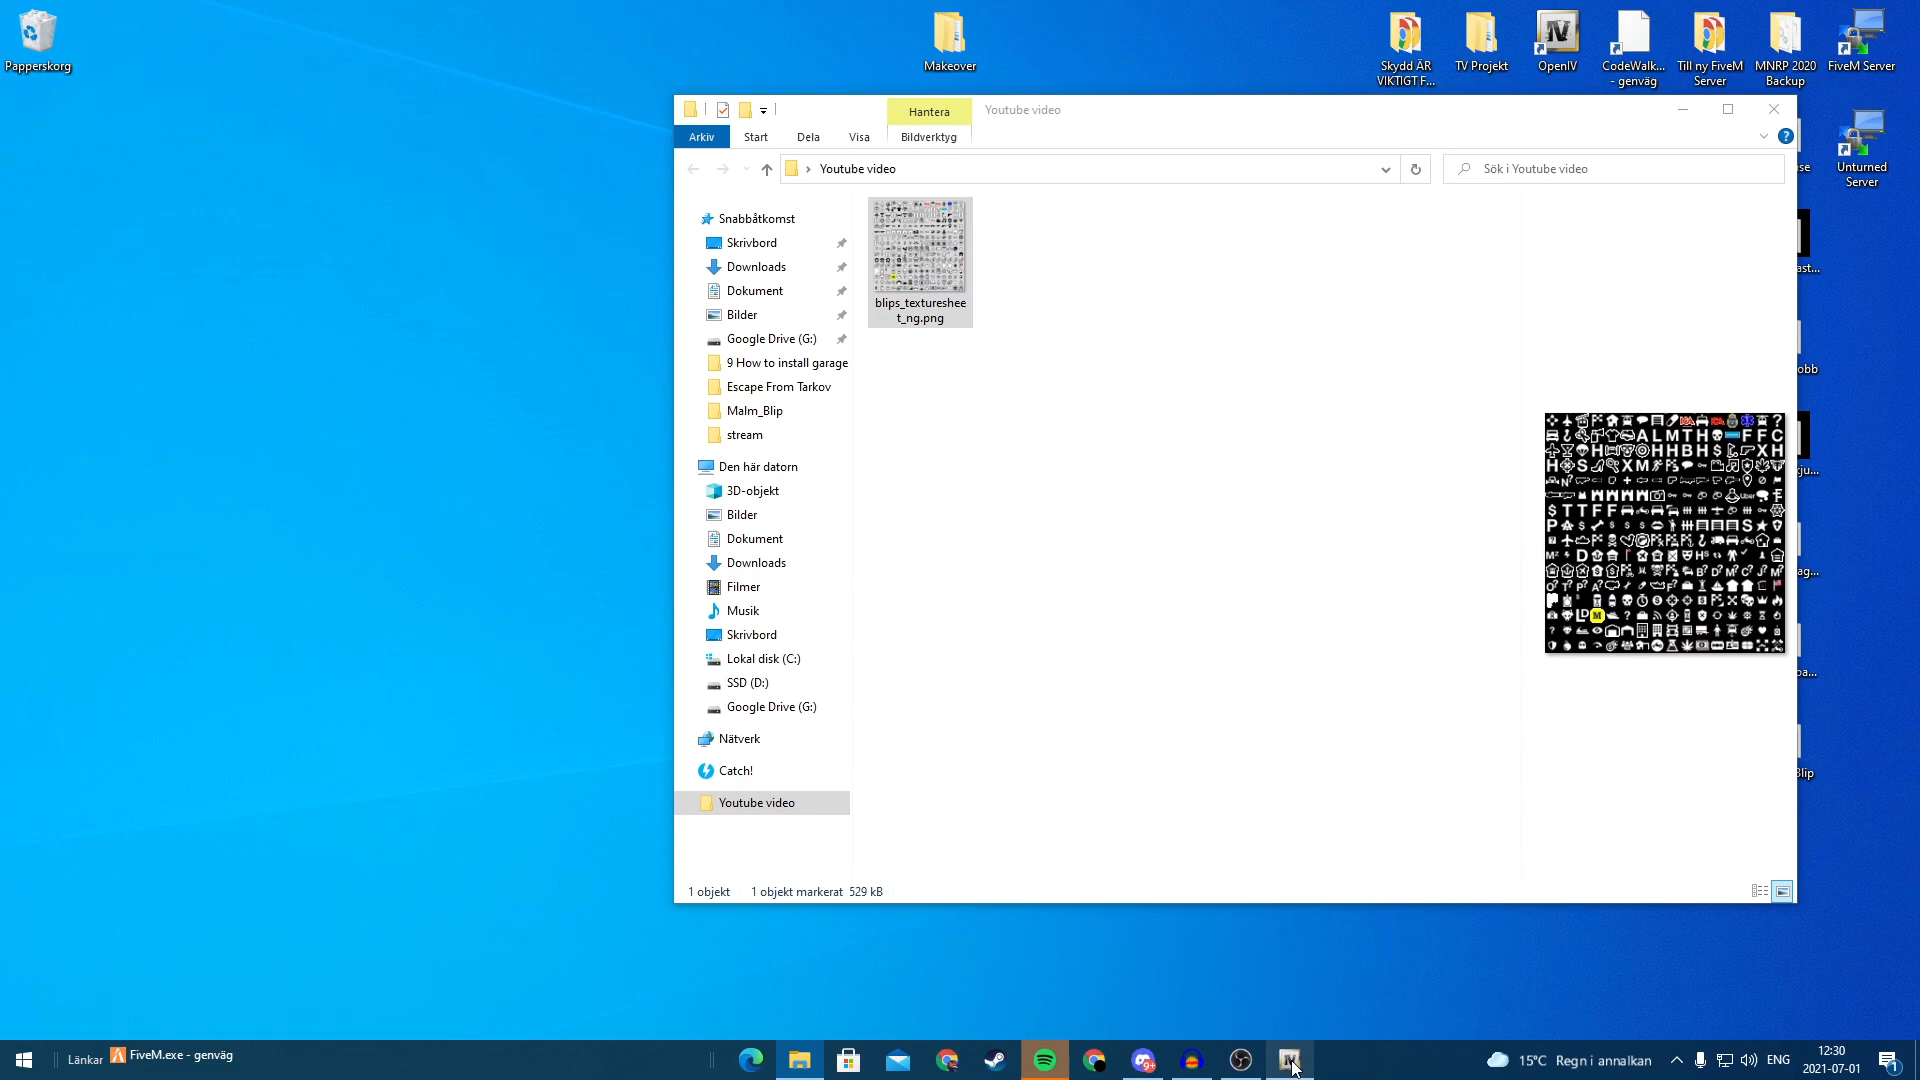 Papperskorg
Makeover
Skydd ÄR
VIKTIGT F...
TV Projekt
OpenIV
CodeWalk...
- genväg
Till ny FiveM
Server
MNRP 2020
Backup
FiveM Server
Unturned
Server
Hantera
Youtube video
Arkiv
Start
Dela
Visa
Bildverktyg
Youtube video
Sök i Youtube video
Snabbåtkomst
Skrivbord
Downloads
Dokument
Bilder
Google Drive (G:)
9 How to install garage
Escape From Tarkov
Malm_Blip
stream
Den här datorn
3D-objekt
Bilder
Dokument
Downloads
Filmer
Musik
Skrivbord
Lokal disk (C:)
SSD (D:)
Google Drive (G:)
Nätverk
Catch!
Youtube video
blips_textureshee
t_ng.png
1 objekt
1 objekt markerat 529 kB
Länkar
FiveM.exe - genväg
15°C Regn i annalkan
ENG
12:30
2021-07-01